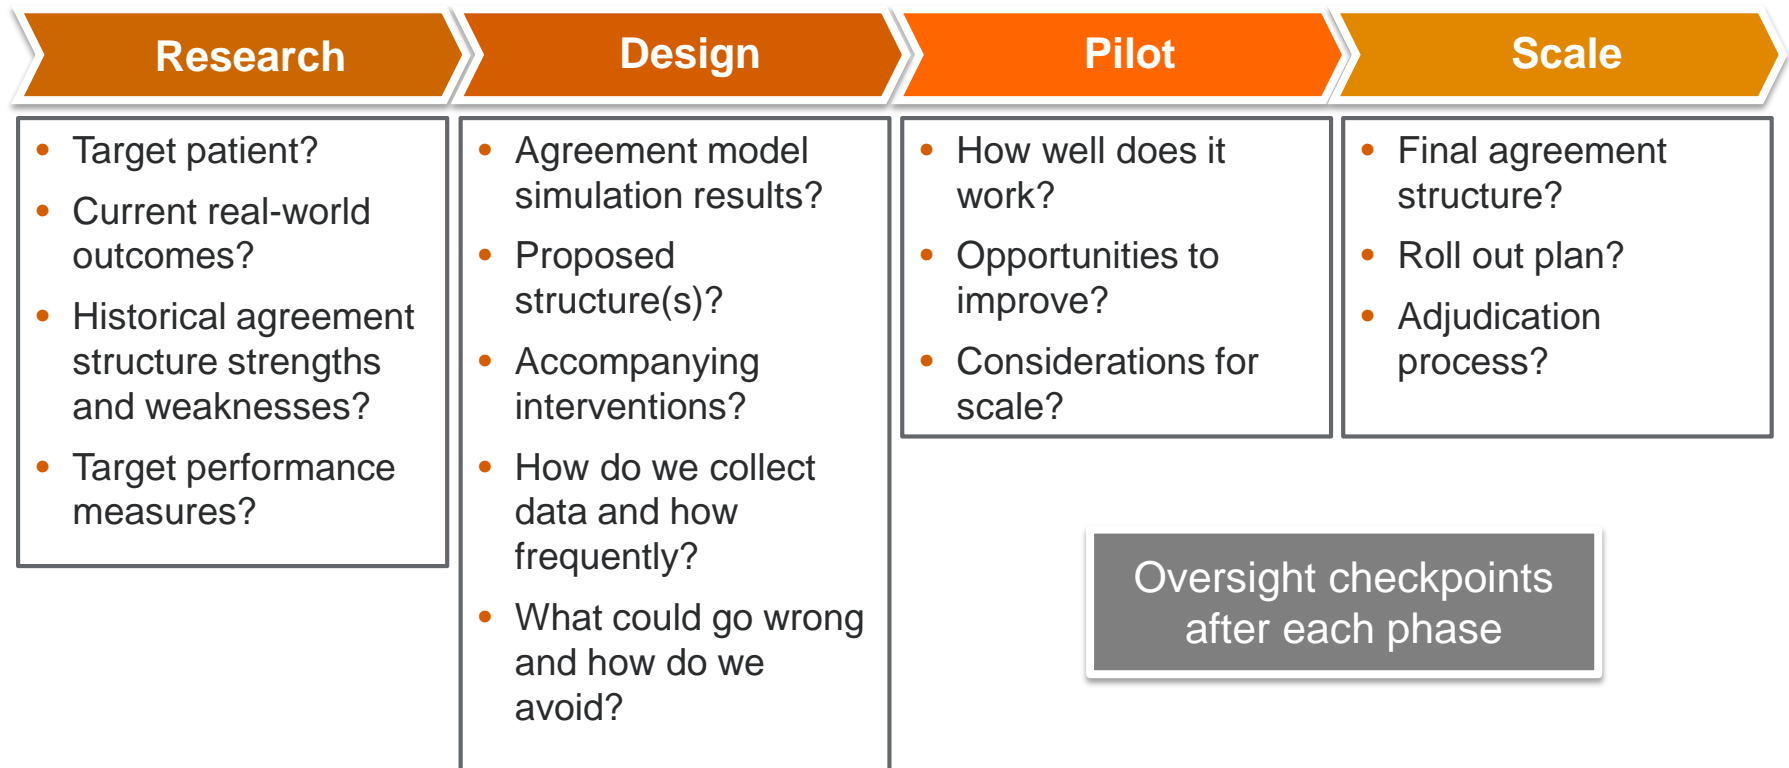 Research
Design
Pilot
Scale
• Target patient?
• Current real-world
outcomes?
• Historical agreement
structure strengths
and weaknesses?
• Target performance
measures?
• Agreement model
simulation results?
• Proposed
structure(s)?
• Accompanying
interventions?
• How do we collect
data and how
frequently?
• What could go wrong
and how do we
avoid?
• How well does it
work?
• Opportunities to
improve?
• Considerations for
scale?
• Final agreement
structure?
• Roll out plan?
• Adjudication
process?
Oversight checkpoints
after each phase